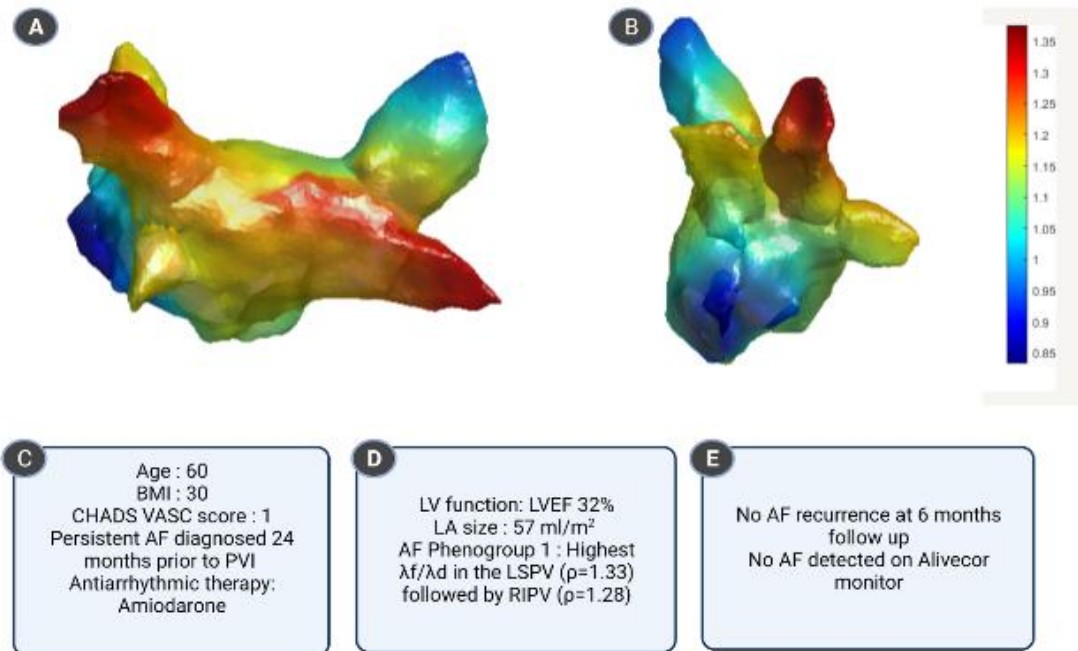 A
B
1.35
1.3
1.25
1.2
1.15
1.1
1.05
1
0.95
0.9
0.85
C
Age : 60
BMI : 30
CHADS VASC score : 1
Persistent AF diagnosed 24
months prior to PVI
Antiarrhythmic therapy:
Amiodarone
D
LV function: LVEF 32%
LA size : 57 ml/m²
AF Phenogroup 1 : Highest
λf/λd in the LSPV (ρ=1.33)
followed by RIPV (ρ=1.28)
E
No AF recurrence at 6 months
follow up
No AF detected on Alivecor
monitor